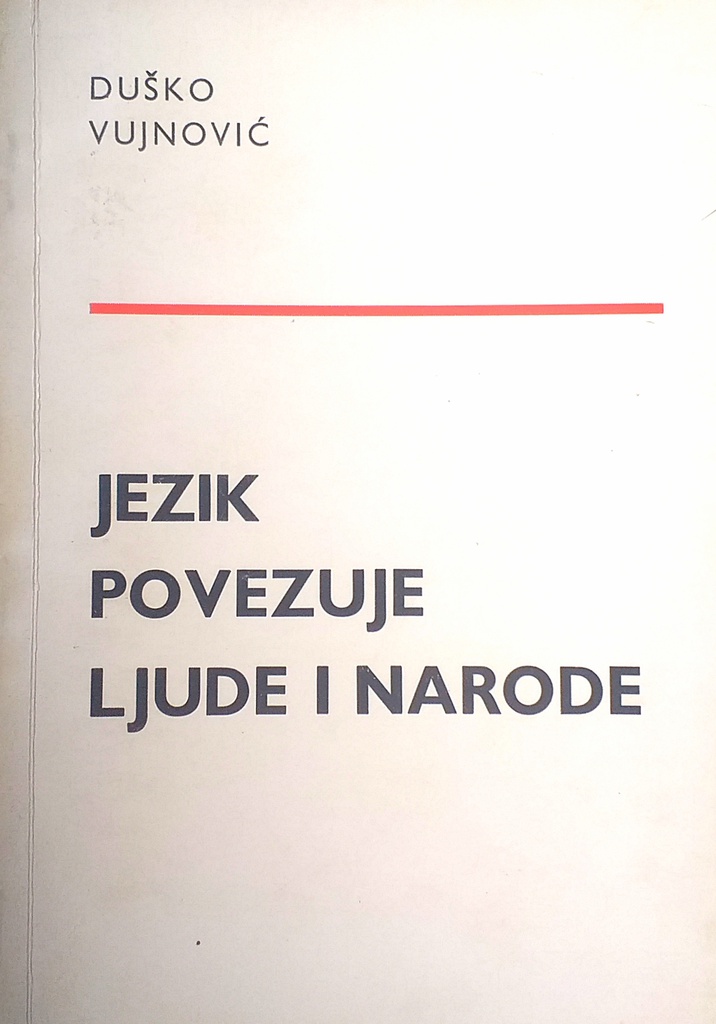 DUŠKO
VUJNOVIĆ
JEZIK
POVEZUJE
LJUDE I NARODE